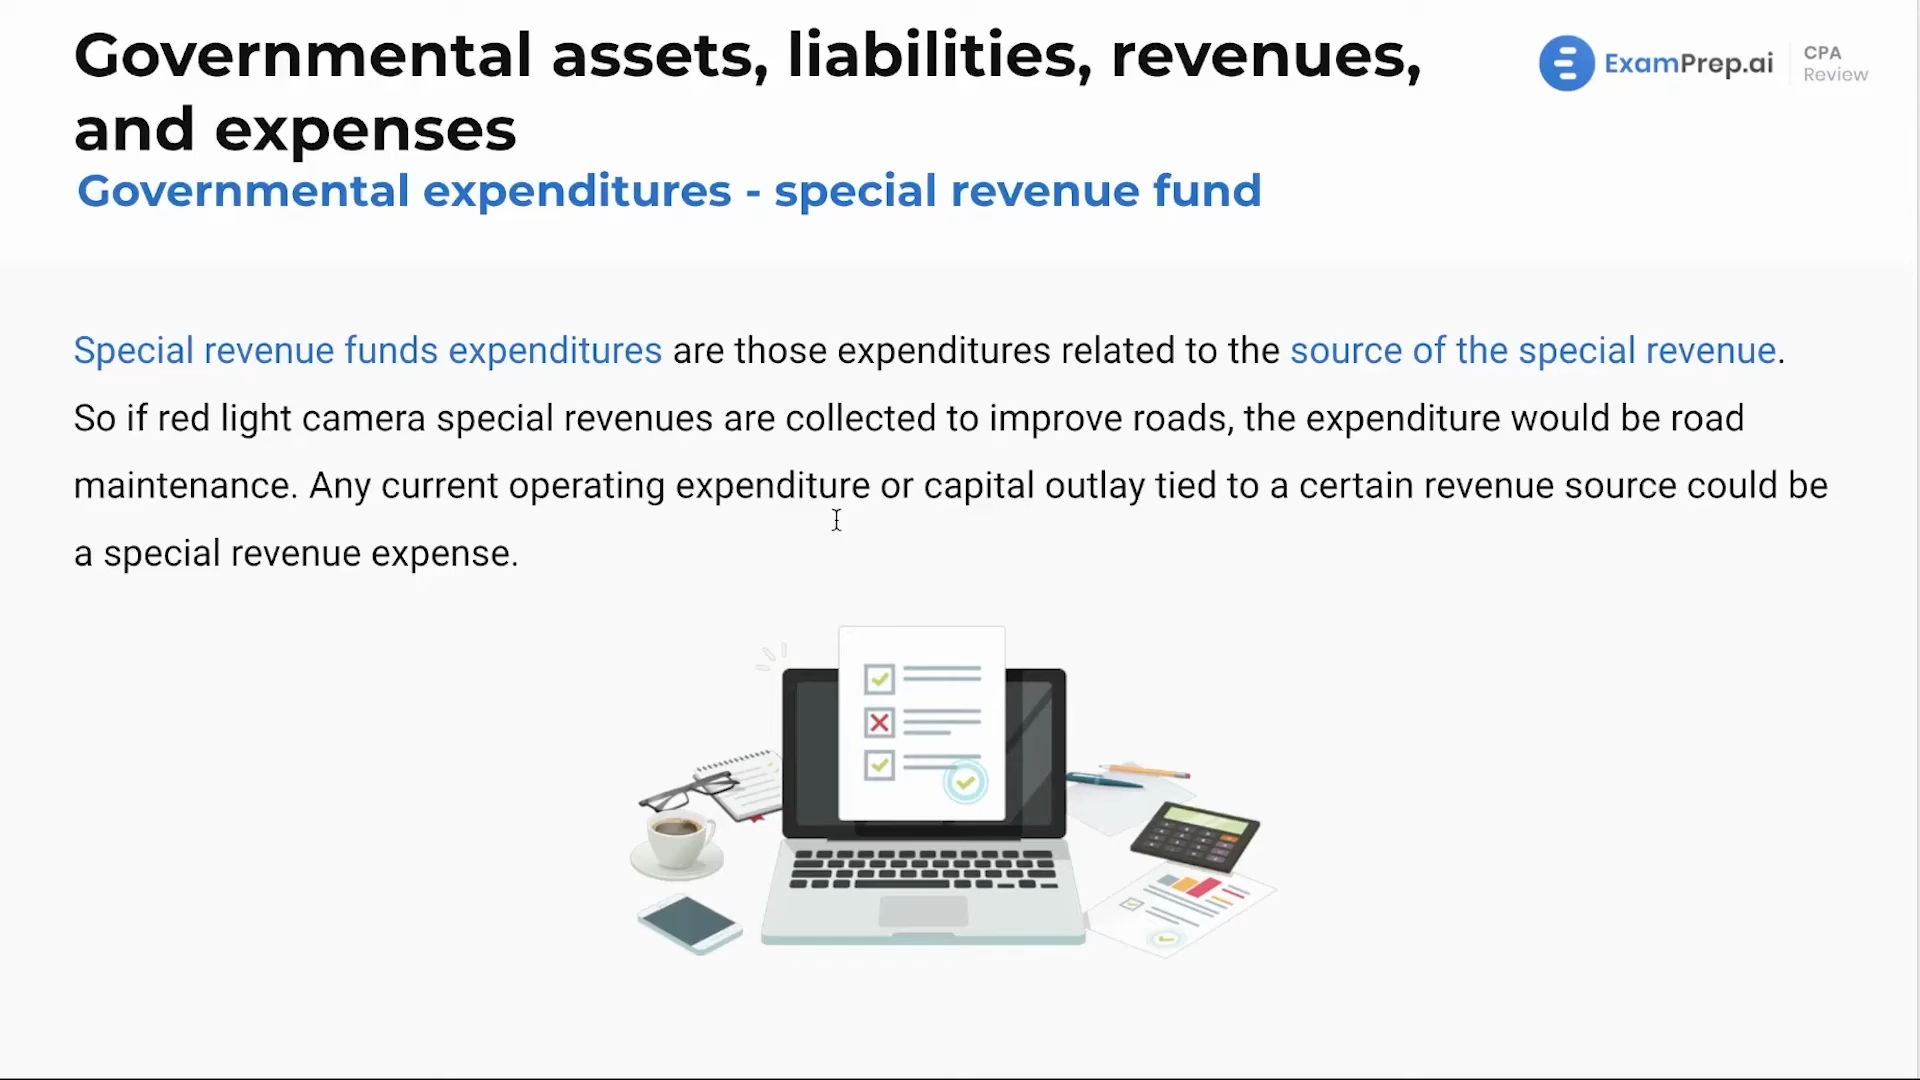 Governmental assets, liabilities, revenues,
and expenses
Governmental expenditures - special revenue fund
ExamPrep.ai
CPA
Review
Special revenue funds expenditures are those expenditures related to the source of the special revenue.
So if red light camera special revenues are collected to improve roads, the expenditure would be road
maintenance. Any current operating expenditure or capital outlay tied to a certain revenue source could be
a special revenue expense.